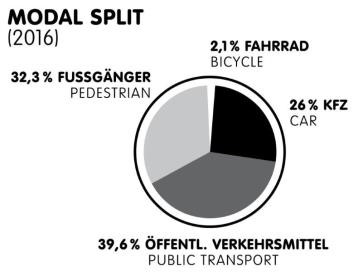 MODAL SPLIT
(2016)
2,1% FAHRRAD
BICYCLE
32,3% FUSSGÄNGER
PEDESTRIAN
26% KFZ
CAR
39,6% ÖFFENTL. VERKEHRSMITTEL
PUBLIC TRANSPORT